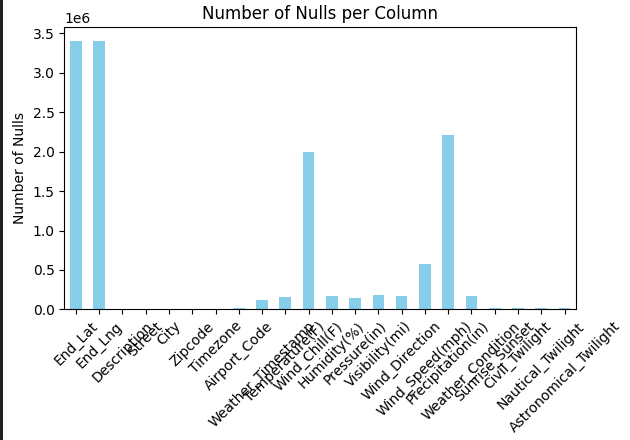 Number of Nulls per Column
1e6
3.5
3.0
2.5
2.0
1.5
1.0
0.5
0.0
Number of Nulls
End_Lat
End_Lng
Description
Street
City
Zipcode
Timezone
Airport_Code
Weather_Timestamp
Temperature(F)
Wind_Chill(F)
Humidity(%)
Pressure(in)
Visibility(mi)
Wind_Direction
Wind_Speed(mph)
Precipitation(in)
Weather_Condition
Sunrise_Sunset
Civil_Twilight
Nautical_Twilight
Astronomical_Twilight